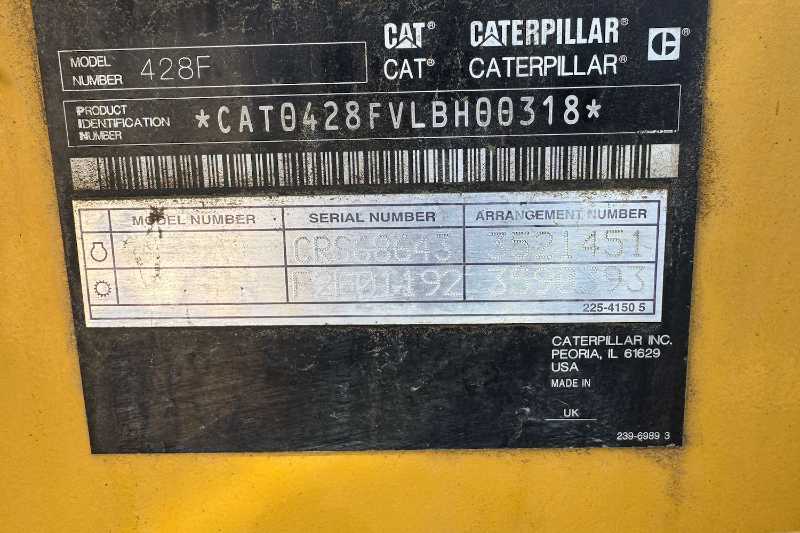 CAT® CATERPILLAR® C®
CAT® CATERPILLAR®
MODEL NUMBER 428F
PRODUCT IDENTIFICATION NUMBER *CAT0428FVLBH00318*
MODEL NUMBER SERIAL NUMBER ARRANGEMENT NUMBER
CRS68643 3521451
225-4150 5
CATERPILLAR INC.
PEORIA, IL 61629
USA
MADE IN
UK
239-6989 3